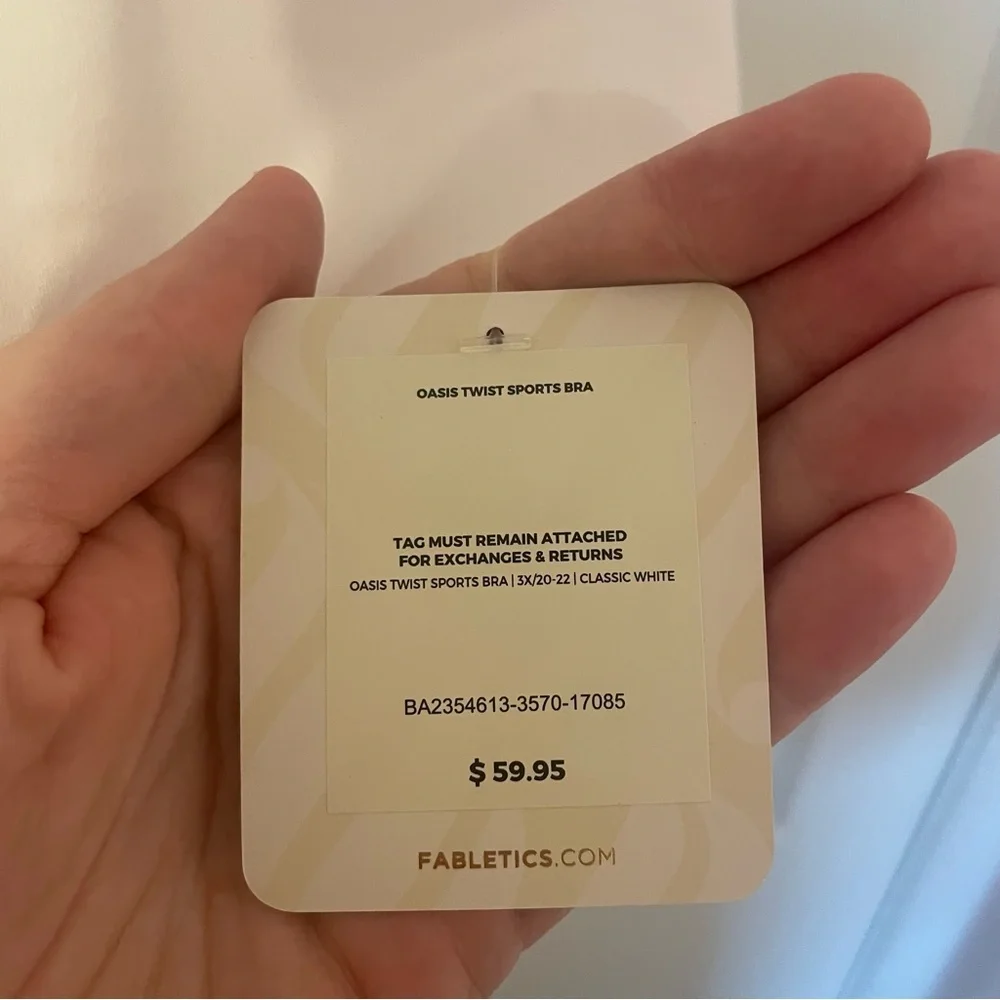 OASIS TWIST SPORTS BRA
TAG MUST REMAIN ATTACHED
FOR EXCHANGES & RETURNS
OASIS TWIST SPORTS BRA | 3X/20-22 | CLASSIC WHITE
BA2354613-3570-17085
$ 59.95
FABLETICS.COM